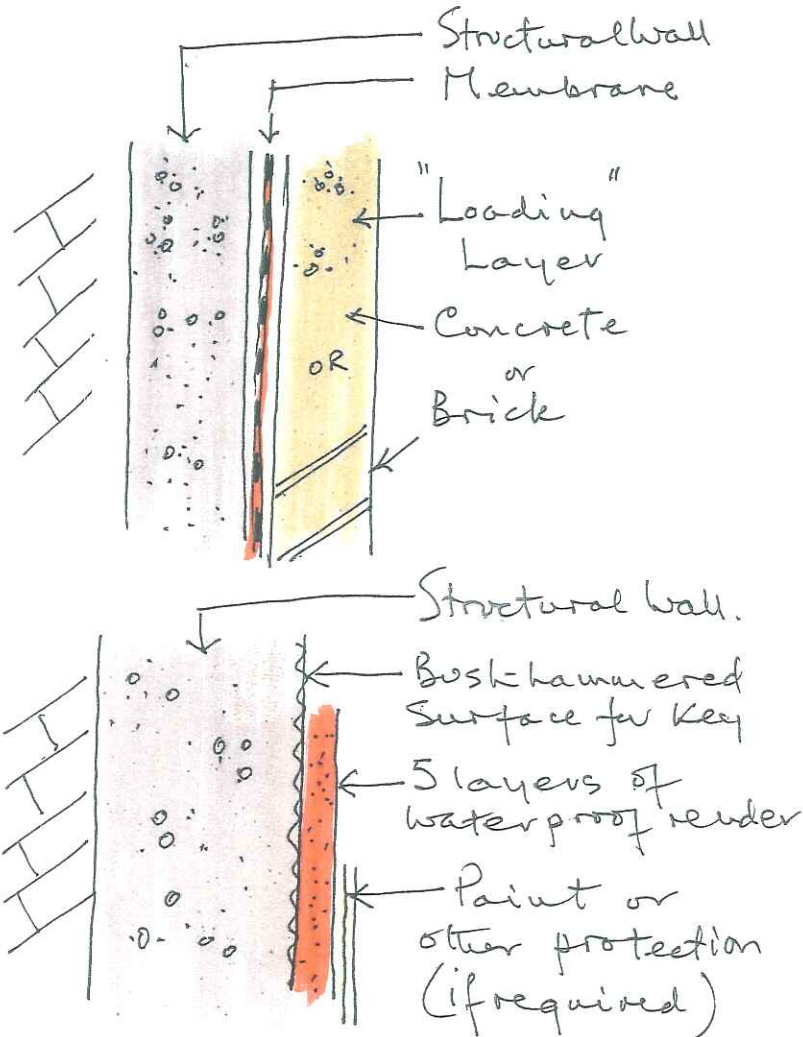 Structural Wall
Membrane
"Loading"
Layer
Concrete
or
Brick
OR
Structural Wall.
Bush-hammered
Surface for Key
5 layers of
waterproof render
Paint or
other protection
(if required)